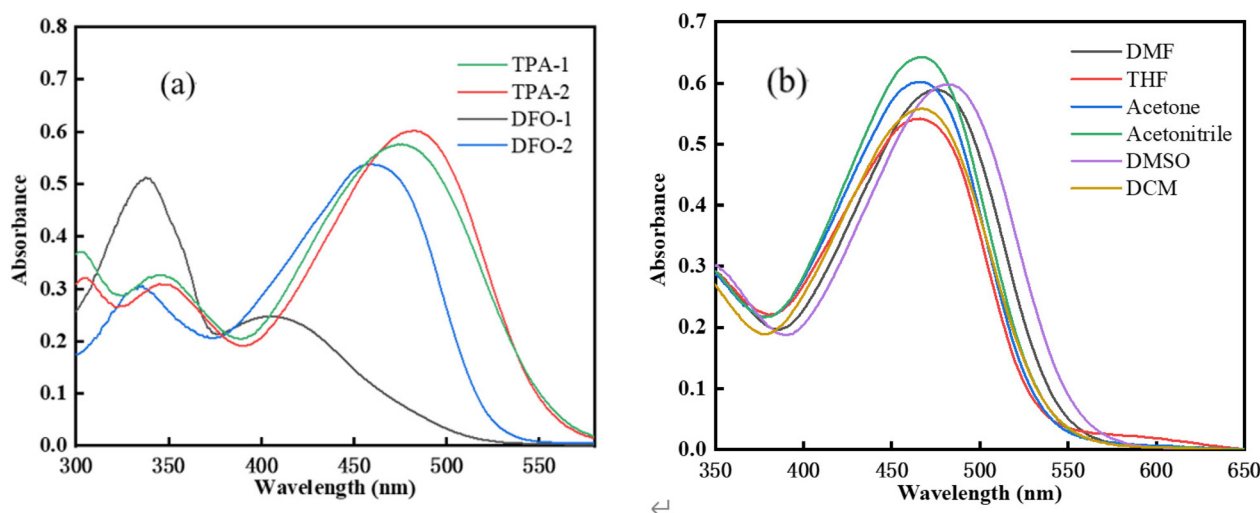 (a)
TPA-1
TPA-2
DFO-1
DFO-2
Absorbance
0.8
0.7
0.6
0.5
0.4
0.3
0.2
0.1
0.0
300
350
400
450
500
550
Wavelength (nm)
(b)
DMF
THF
Acetone
Acetonitrile
DMSO
DCM
Absorbance
0.7
0.6
0.5
0.4
0.3
0.2
0.1
0.0
350
400
450
500
550
600
650
Wavelength (nm)